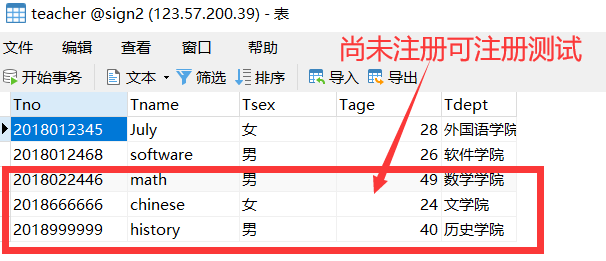 teacher @sign2 (123.57.200.39) - 表
文件 编辑 查看 窗口 帮助
尚未注册可注册测试
开始事务 文本 筛选 排序 导入 导出
Tno Tname Tsex Tage Tdept
2018012345 July 女 28 外国语学院
2018012468 software 男 26 软件学院
2018022446 math 男 49 数学学院
2018666666 chinese 女 24 文学院
2018999999 history 男 40 历史学院